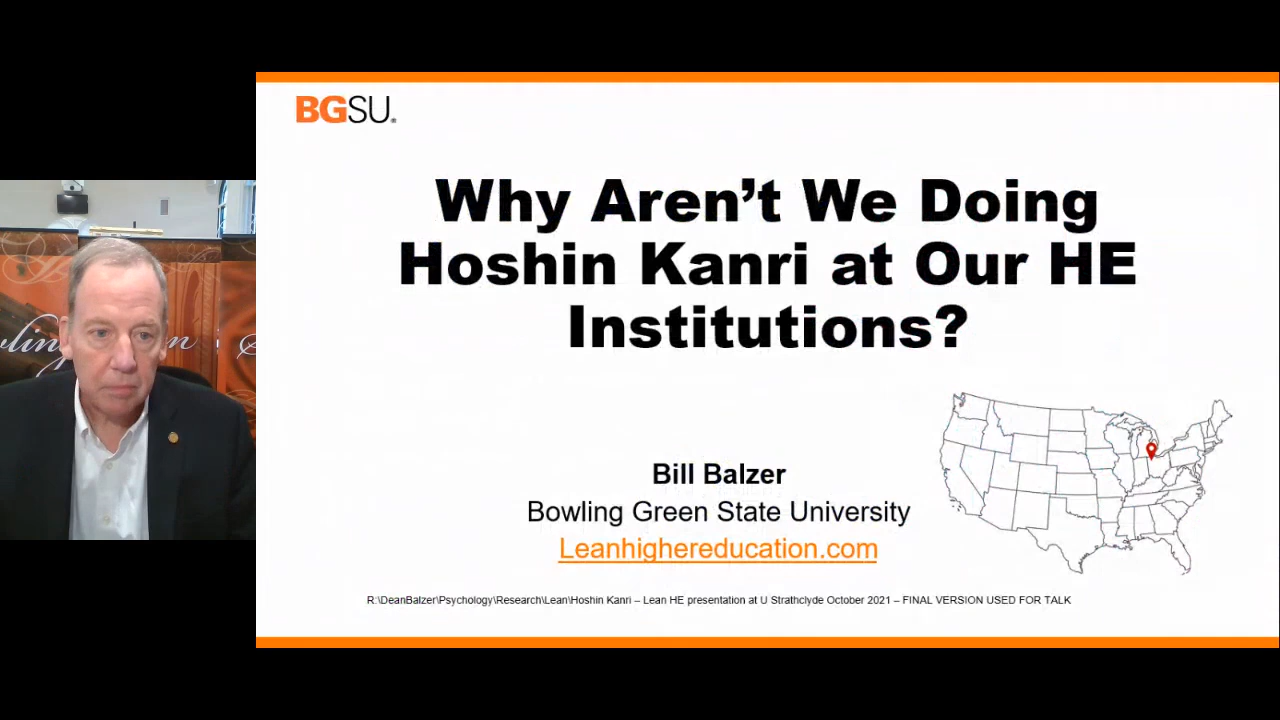 BGSU®
Why Aren't We Doing
Hoshin Kanri at Our HE
Institutions?
Bill Balzer
Bowling Green State University
Leanhighereducation.com
R:\DeanBalzer\Psychology\Research\Lean\Hoshin Kanri – Lean HE presentation at U Strathclyde October 2021 – FINAL VERSION USED FOR TALK